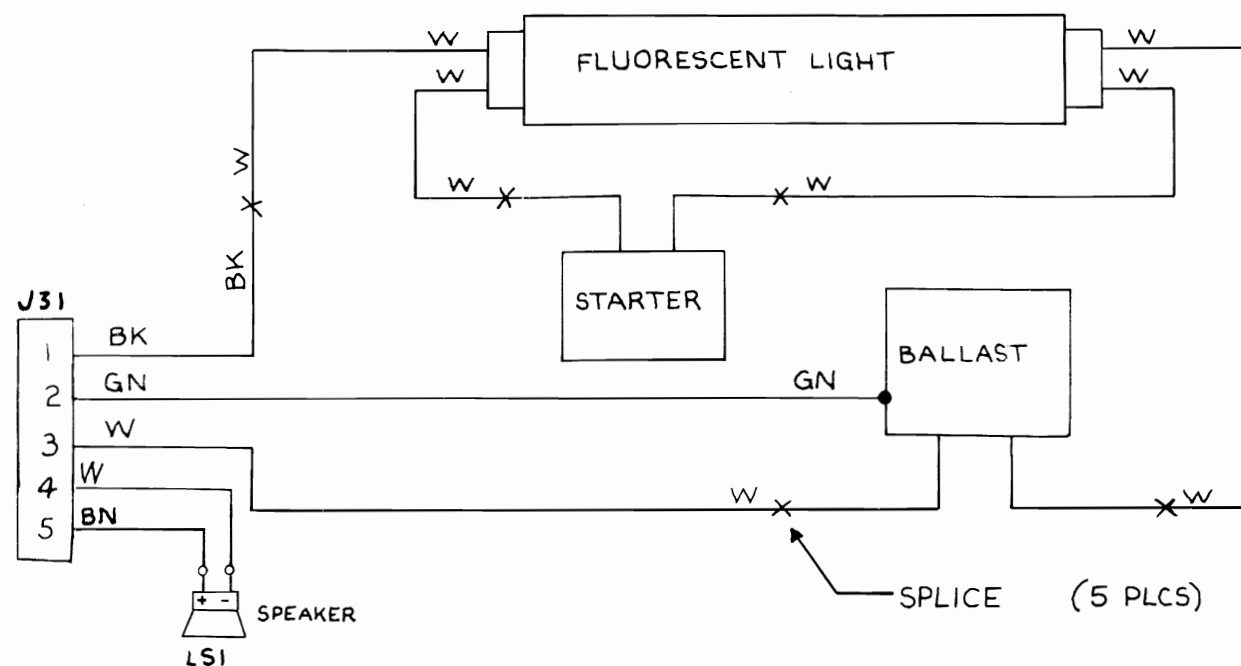 W
FLUORESCENT LIGHT
W
W
W
W
W
W
BK
STARTER
J31
1
BK
BALLAST
2
GN
GN
3
W
4
W
W
W
5
BN
SPLICE (5 PLCS)
+ -
SPEAKER
LS1